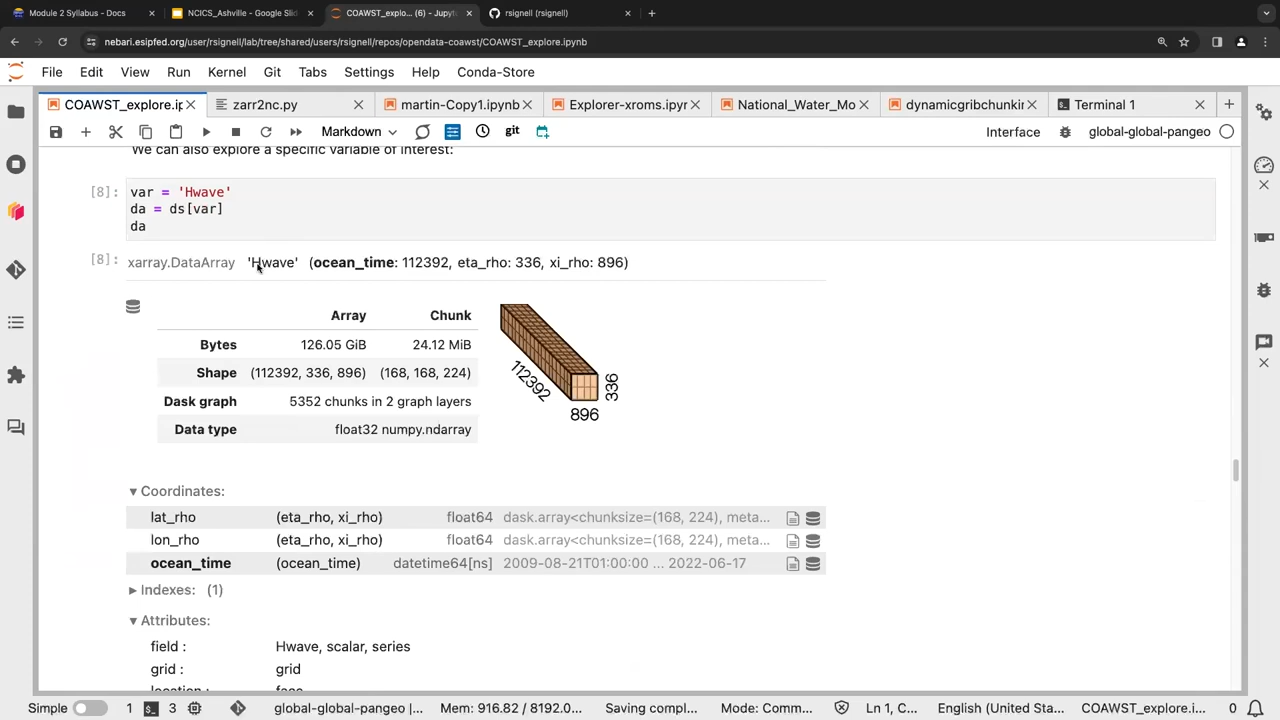 Module 2 Syllabus - Docs
NCICS_Ashville - Google Slid
COAWST_explo... (6) - Jupyt
rsignell (rsignell)
nebari.esipfed.org/user/rsignell/lab/tree/shared/users/rsignell/repos/opendata-coawst/COAWST_explore.ipynb
File Edit View Run Kernel Git Tabs Settings Help Conda-Store
COAWST_explore.ip
zarr2nc.py
martin-Copy1.ipynb
Explorer-xroms.ipyr
National_Water_Mo
dynamicgribchunkin
Terminal 1
Markdown
git
Interface
global-global-pangeo
We can also explore a specific variable of interest:
[8]: var = 'Hwave'
da = ds[var]
da
[8]: xarray.DataArray 'Hwave' (ocean_time: 112392, eta_rho: 336, xi_rho: 896)
Array Chunk
Bytes 126.05 GiB 24.12 MiB
Shape (112392, 336, 896) (168, 168, 224)
Dask graph 5352 chunks in 2 graph layers
Data type float32 numpy.ndarray
112392
336
896
Coordinates:
lat_rho (eta_rho, xi_rho) float64 dask.array<chunksize=(168, 224), meta...
lon_rho (eta_rho, xi_rho) float64 dask.array<chunksize=(168, 224), meta...
ocean_time (ocean_time) datetime64[ns] 2009-08-21T01:00:00 ... 2022-06-17
Indexes: (1)
Attributes:
field : Hwave, scalar, series
grid : grid
location : face
Simple 1 3 global-global-pangeo |... Mem: 916.82 / 8192.0... Saving compl... Mode: Comm... Ln 1, C... English (United Sta... COAWST_explore.i... 0